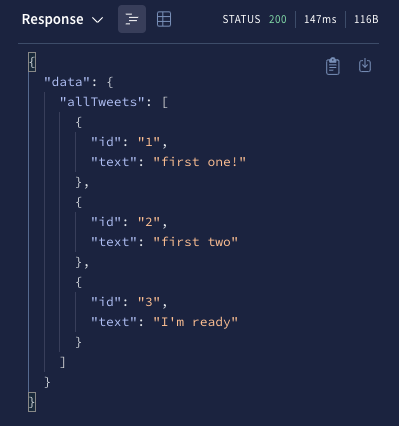 Response STATUS 200 147ms 116B
{
"data": {
"allTweets": [
{
"id": "1",
"text": "first one!"
},
{
"id": "2",
"text": "first two"
},
{
"id": "3",
"text": "I'm ready"
}
]
}
}